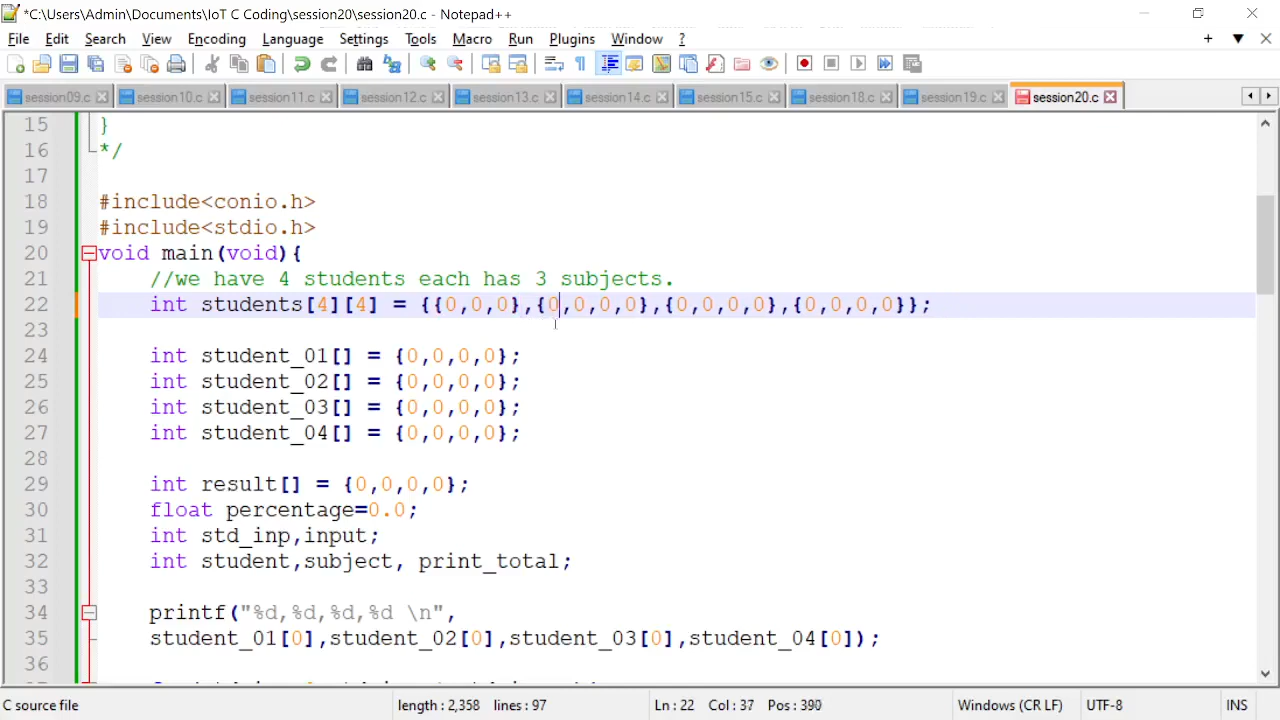 *C:\Users\Admin\Documents\IoT C Coding\session20\session20.c - Notepad++
File Edit Search View Encoding Language Settings Tools Macro Run Plugins Window ?
session09.c session10.c session11.c session12.c session13.c session14.c session15.c session18.c session19.c session20.c
15 }
16 */
17
18 #include<conio.h>
19 #include<stdio.h>
20 void main(void){
21 //we have 4 students each has 3 subjects.
22 int students[4][4] = {{0,0,0},{0,0,0,0},{0,0,0,0},{0,0,0,0}};
23
24 int student_01[] = {0,0,0,0};
25 int student_02[] = {0,0,0,0};
26 int student_03[] = {0,0,0,0};
27 int student_04[] = {0,0,0,0};
28
29 int result[] = {0,0,0,0};
30 float percentage=0.0;
31 int std_inp,input;
32 int student,subject, print_total;
33
34 printf("%d,%d,%d,%d \n",
35 student_01[0],student_02[0],student_03[0],student_04[0]);
36
C source file length : 2,358 lines : 97 Ln : 22 Col : 37 Pos : 390 Windows (CR LF) UTF-8 INS